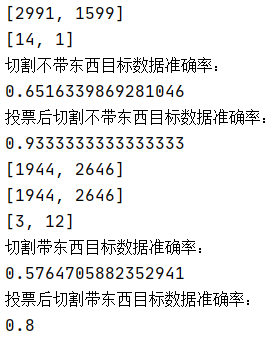 [2991, 1599]
[14, 1]
切割不带东西目标数据准确率:
0.6516339869281046
投票后切割不带东西目标数据准确率:
0.9333333333333333
[1944, 2646]
[1944, 2646]
[3, 12]
切割带东西目标数据准确率:
0.5764705882352941
投票后切割带东西目标数据准确率:
0.8